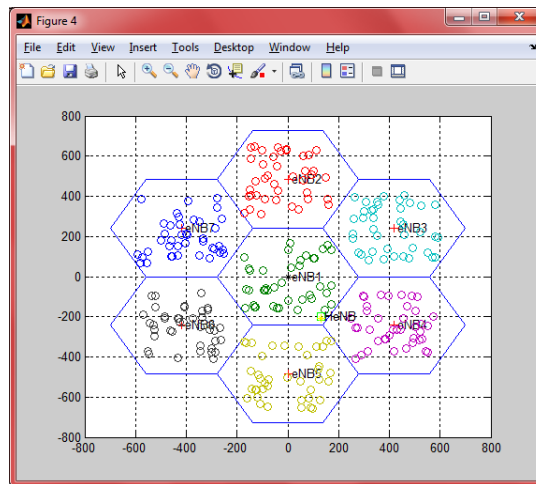 Figure 4
File Edit View Insert Tools Desktop Window Help
800
600
400
200
0
-200
-400
-600
-800
-800 -600 -400 -200 0 200 400 600 800
eNB2
eNB7
eNB3
eNB1
HeNB
eNB6
eNB4
eNB5